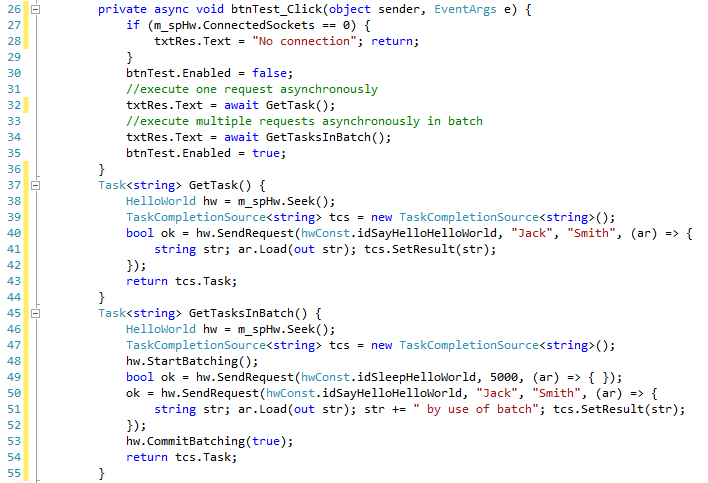 26 private async void btnTest_Click(object sender, EventArgs e) {
27 if (m_spHw.ConnectedSockets == 0) {
28 txtRes.Text = "No connection"; return;
29 }
30 btnTest.Enabled = false;
31 //execute one request asynchronously
32 txtRes.Text = await GetTask();
33 //execute multiple requests asynchronously in batch
34 txtRes.Text = await GetTasksInBatch();
35 btnTest.Enabled = true;
36 }
37 Task<string> GetTask() {
38 HelloWorld hw = m_spHw.Seek();
39 TaskCompletionSource<string> tcs = new TaskCompletionSource<string>();
40 bool ok = hw.SendRequest(hwConst.idSayHelloHelloWorld, "Jack", "Smith", (ar) => {
41 string str; ar.Load(out str); tcs.SetResult(str);
42 });
43 return tcs.Task;
44 }
45 Task<string> GetTasksInBatch() {
46 HelloWorld hw = m_spHw.Seek();
47 TaskCompletionSource<string> tcs = new TaskCompletionSource<string>();
48 hw.StartBatching();
49 bool ok = hw.SendRequest(hwConst.idSleepHelloWorld, 5000, (ar) => { });
50 ok = hw.SendRequest(hwConst.idSayHelloHelloWorld, "Jack", "Smith", (ar) => {
51 string str; ar.Load(out str); str += " by use of batch"; tcs.SetResult(str);
52 });
53 hw.CommitBatching(true);
54 return tcs.Task;
55 }